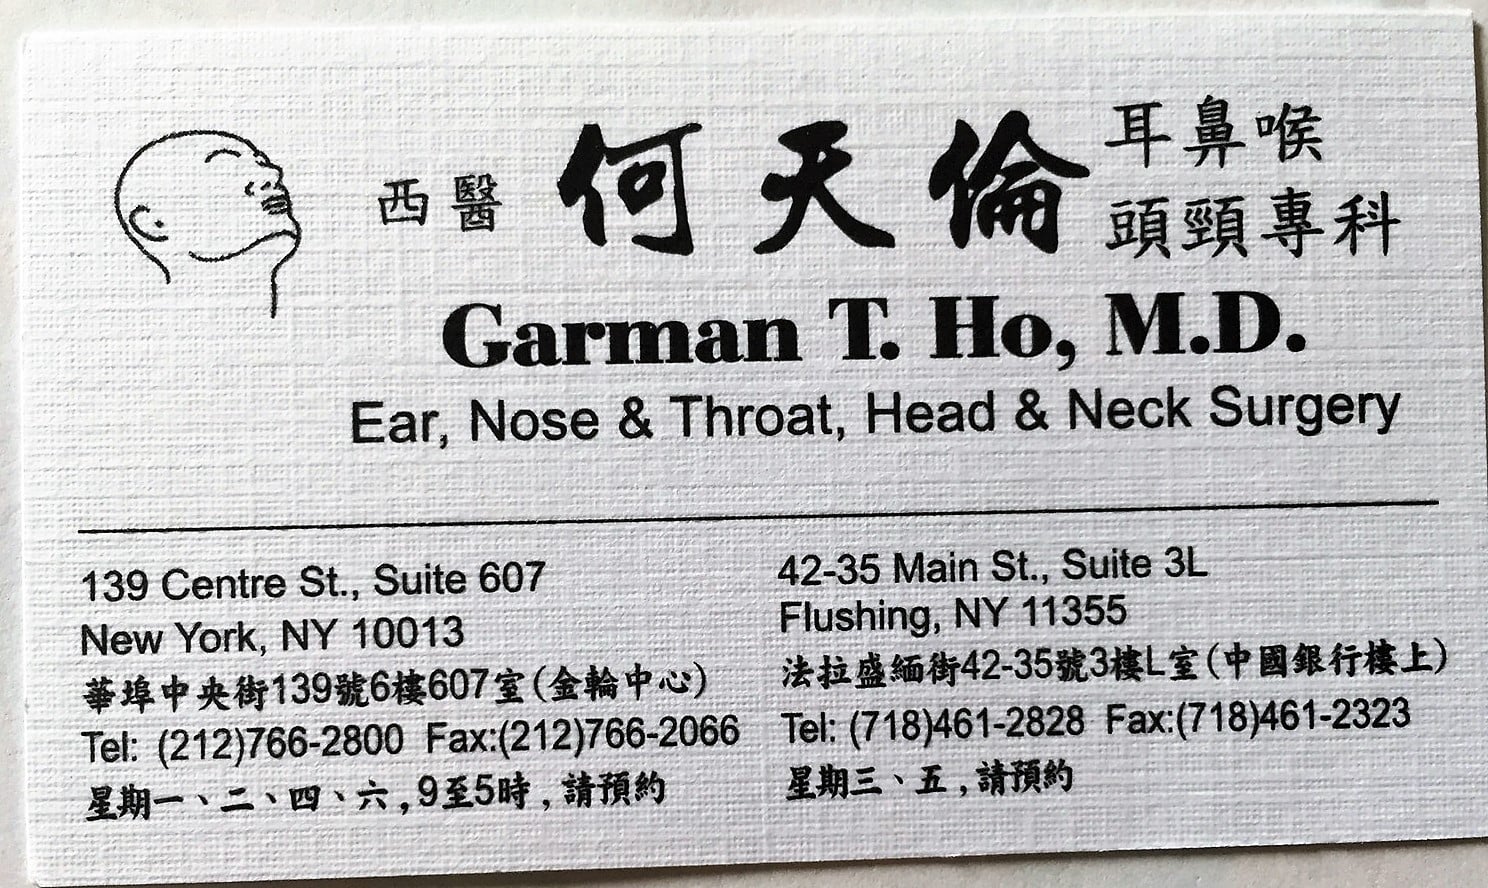 西醫 何天倫 耳鼻喉
頭頸專科
Garman T. Ho, M.D.
Ear, Nose & Throat, Head & Neck Surgery
139 Centre St., Suite 607
New York, NY 10013
華埠中央街139號6樓607室(金輪中心)
Tel: (212)766-2800 Fax:(212)766-2066
星期一、二、四、六,9至5時,請預約
42-35 Main St., Suite 3L
Flushing, NY 11355
法拉盛緬街42-35號3樓L室(中國銀行樓上)
Tel: (718)461-2828 Fax:(718)461-2323
星期三、五,請預約